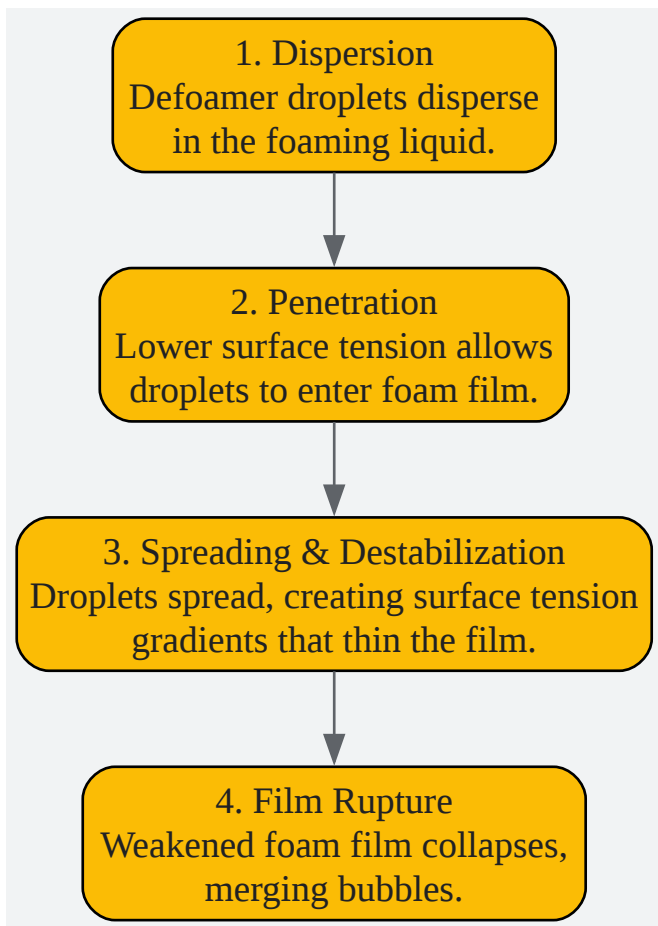 1. Dispersion
Defoamer droplets disperse
in the foaming liquid.
2. Penetration
Lower surface tension allows
droplets to enter foam film.
3. Spreading & Destabilization
Droplets spread, creating surface tension
gradients that thin the film.
4. Film Rupture
Weakened foam film collapses,
merging bubbles.